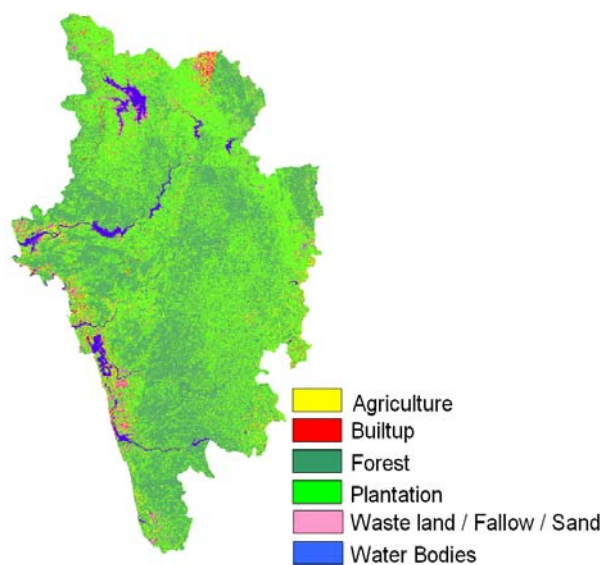 Agriculture
Builtup
Forest
Plantation
Waste land / Fallow / Sand
Water Bodies